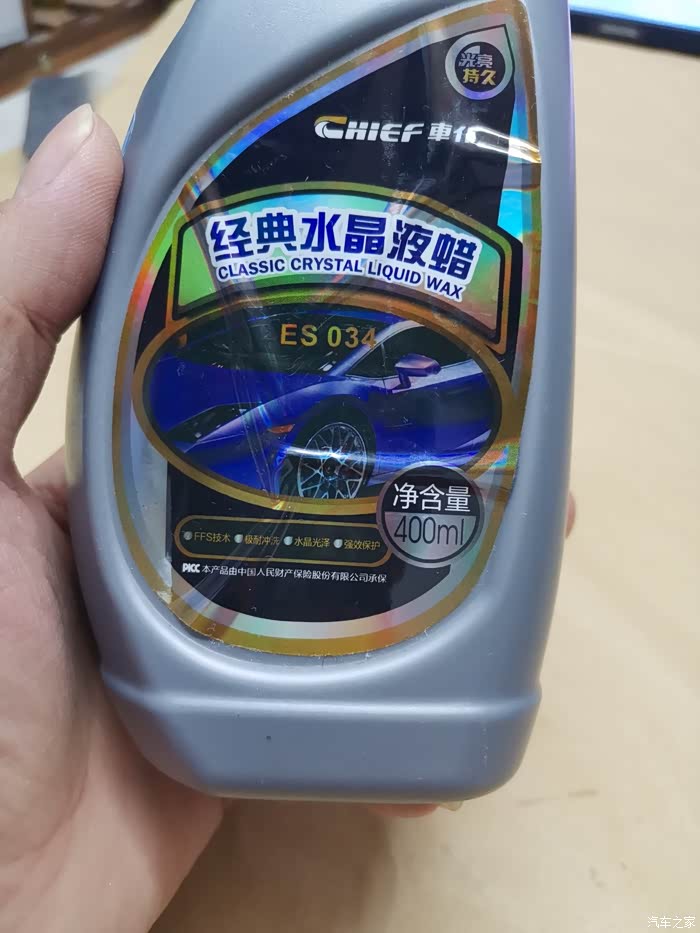 光亮
持久
CHIEF 車仆
经典水晶液蜡
CLASSIC CRYSTAL LIQUID WAX
ES 034
净含量
400ml
FFS技术 极耐冲洗 水晶光泽 强效保护
PICC 本产品由中国人民财产保险股份有限公司承保
汽车之家